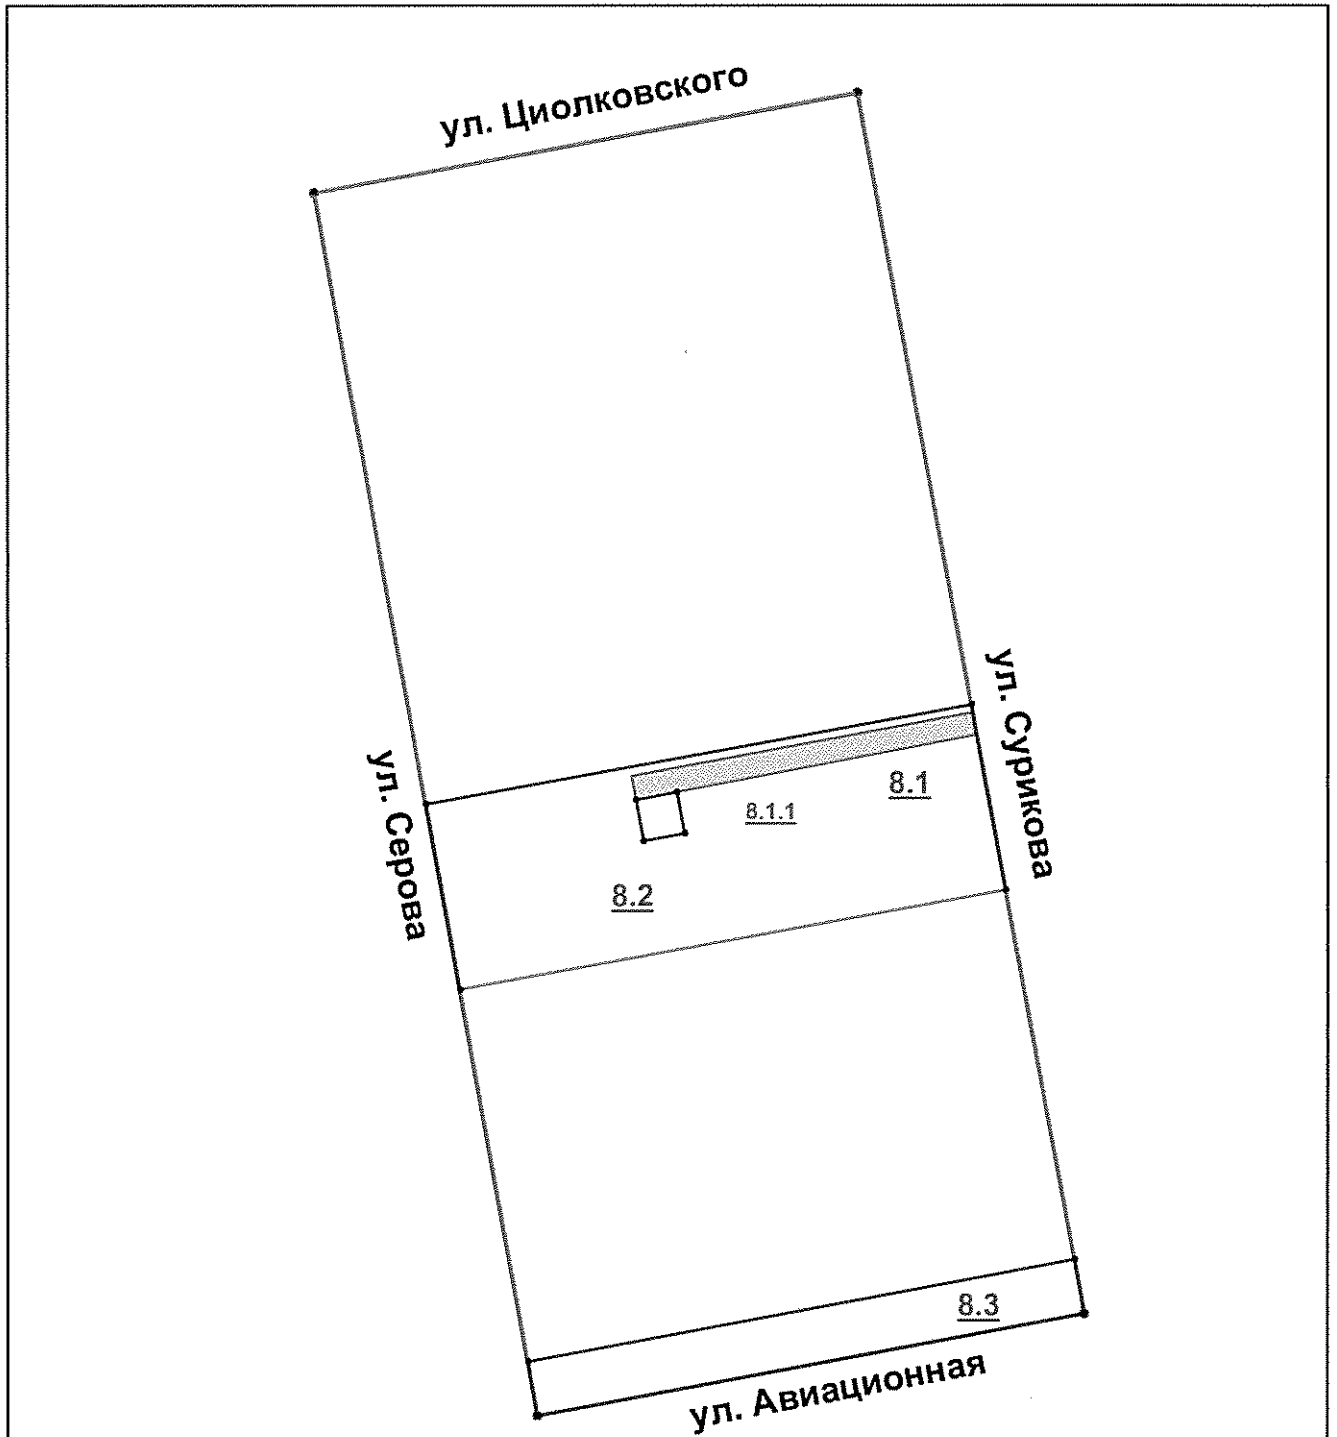 ул. Циолковского
ул. Сурикова
ул. Серова
8.1
8.1.1
8.2
8.3
ул. Авиационная